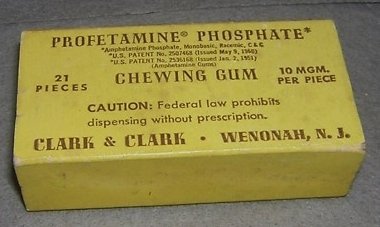 PROFETAMINE® PHOSPHATE*
*Amphetamine Phosphate, Monobasic, Racemic, C & C
*U.S. PATENT No. 2507468 (Issued May 9, 1950)
*U.S. PATENT No. 2536168 (Issued Jan. 2, 1951)
(Amphetamine Gums)
21 PIECES
CHEWING GUM
10 MGM. PER PIECE
CAUTION: Federal law prohibits
dispensing without prescription.
CLARK & CLARK • WENONAH, N. J.